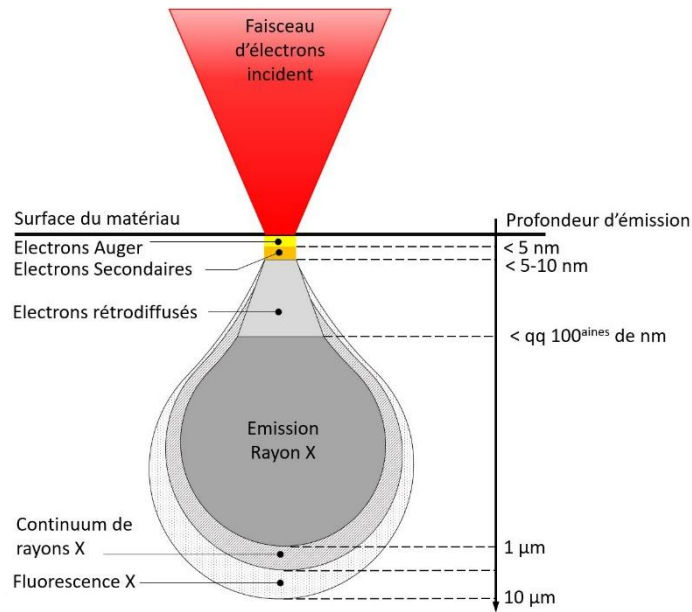 Faisceau
d'électrons
incident
Surface du matériau
Profondeur d'émission
Electrons Auger
< 5 nm
Electrons Secondaires
< 5-10 nm
Electrons rétrodiffusés
< qq 100aines de nm
Emission
Rayon X
Continuum de
rayons X
1 µm
Fluorescence X
10 µm